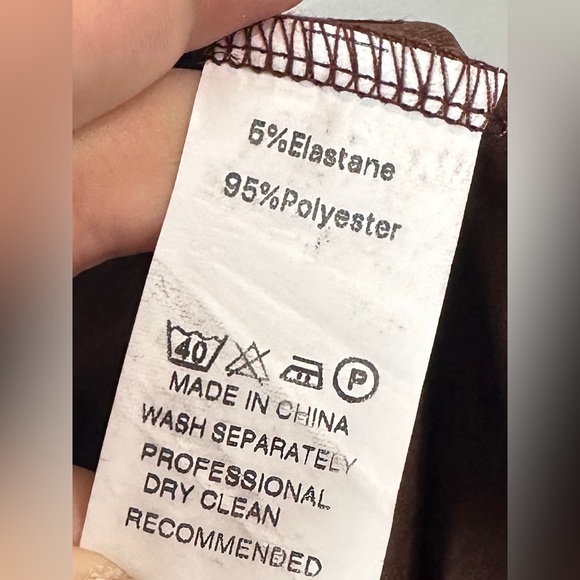 5%Elastane
95%Polyester
40 P
MADE IN CHINA
WASH SEPARATELY
PROFESSIONAL
DRY CLEAN
RECOMMENDED